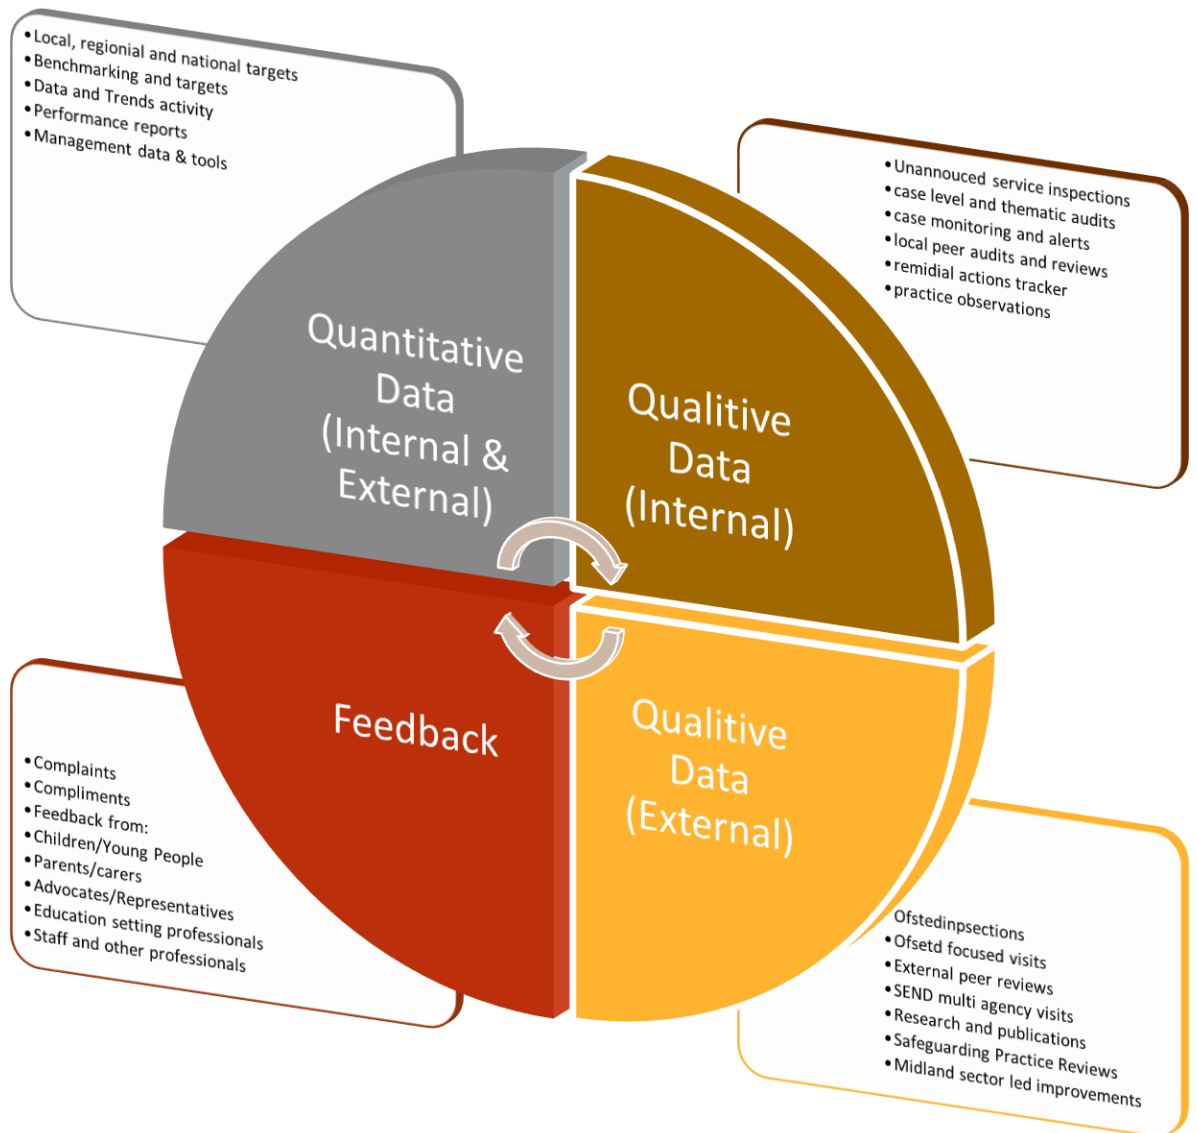 •Local, regionial and national targets
•Benchmarking and targets
•Data and Trends activity
•Performance reports
•Management data & tools
•Unannouced service inspections
•case level and thematic audits
•case monitoring and alerts
•local peer audits and reviews
•remidial actions tracker
•practice observations
Quantitative
Data
(Internal &
External)
Qualitive
Data
(Internal)
Feedback
Qualitive
Data
(External)
•Complaints
•Compliments
•Feedback from:
•Children/Young People
•Parents/carers
•Advocates/Representatives
•Education setting professionals
•Staff and other professionals
Ofstedinpsections
•Ofsetd focused visits
•External peer reviews
•SEND multi agency visits
•Research and publications
•Safeguarding Practice Reviews
•Midland sector led improvements